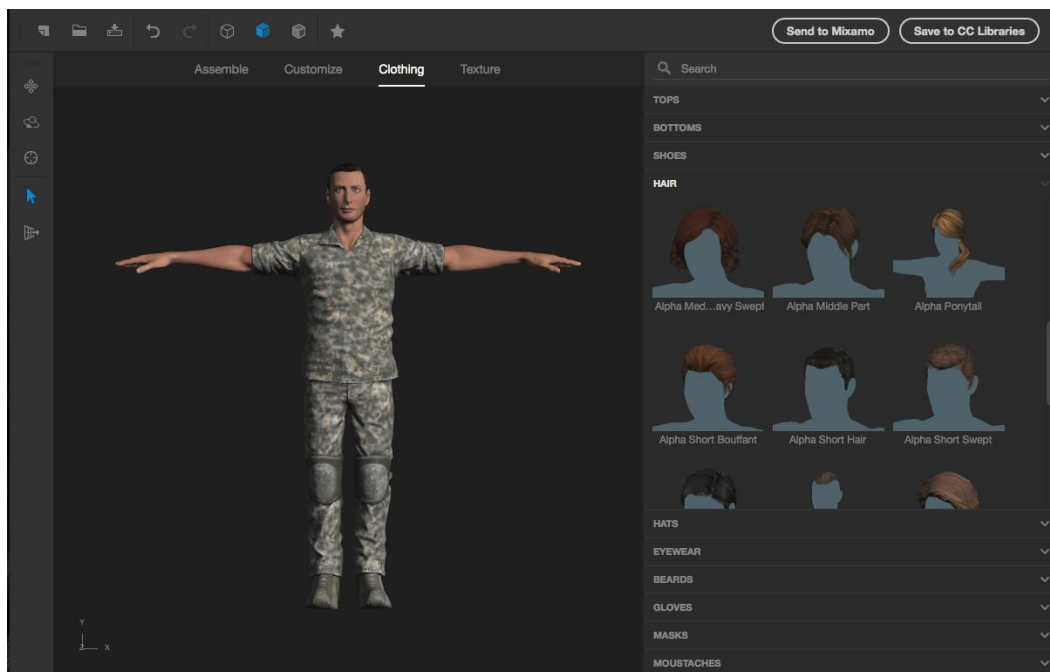 Send to Mixamo
Save to CC Libraries
Assemble
Customize
Clothing
Texture
Search
TOPS
BOTTOMS
SHOES
HAIR
Alpha Med...avy Swept
Alpha Middle Part
Alpha Ponytail
Alpha Short Bouffant
Alpha Short Hair
Alpha Short Swept
HATS
EYEWEAR
BEARDS
GLOVES
MASKS
MOUSTACHES
Y
Z
X